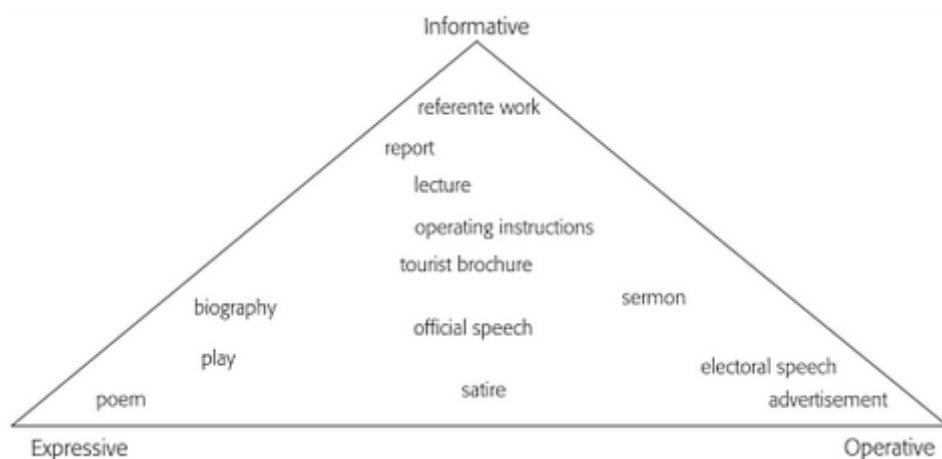 Informative
referente work
report
lecture
operating instructions
tourist brochure
sermon
biography
official speech
play
electoral speech
poem
satire
advertisement
Expressive
Operative